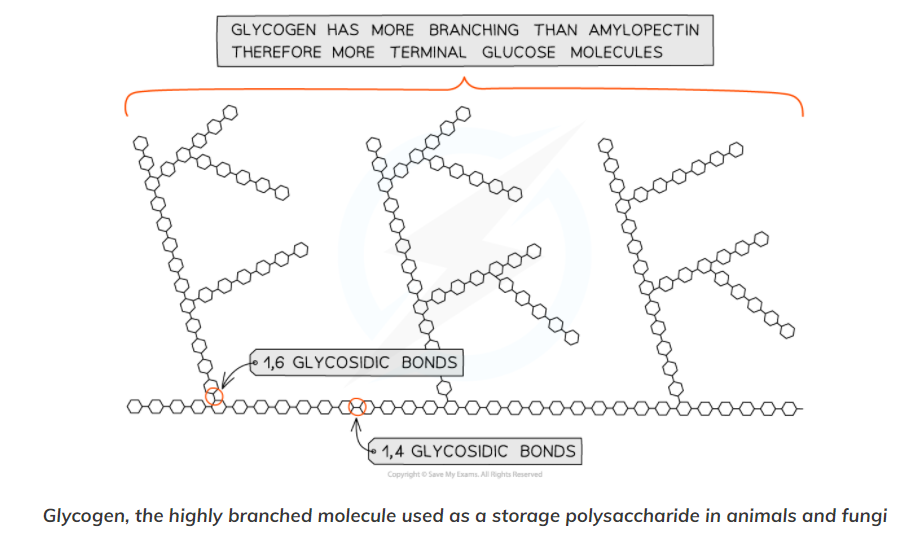 GLYCOGEN HAS MORE BRANCHING THAN AMYLOPECTIN
THEREFORE MORE TERMINAL GLUCOSE MOLECULES
1,6 GLYCOSIDIC BONDS
1,4 GLYCOSIDIC BONDS
Copyright © Save My Exams. All Rights Reserved
Glycogen, the highly branched molecule used as a storage polysaccharide in animals and fungi